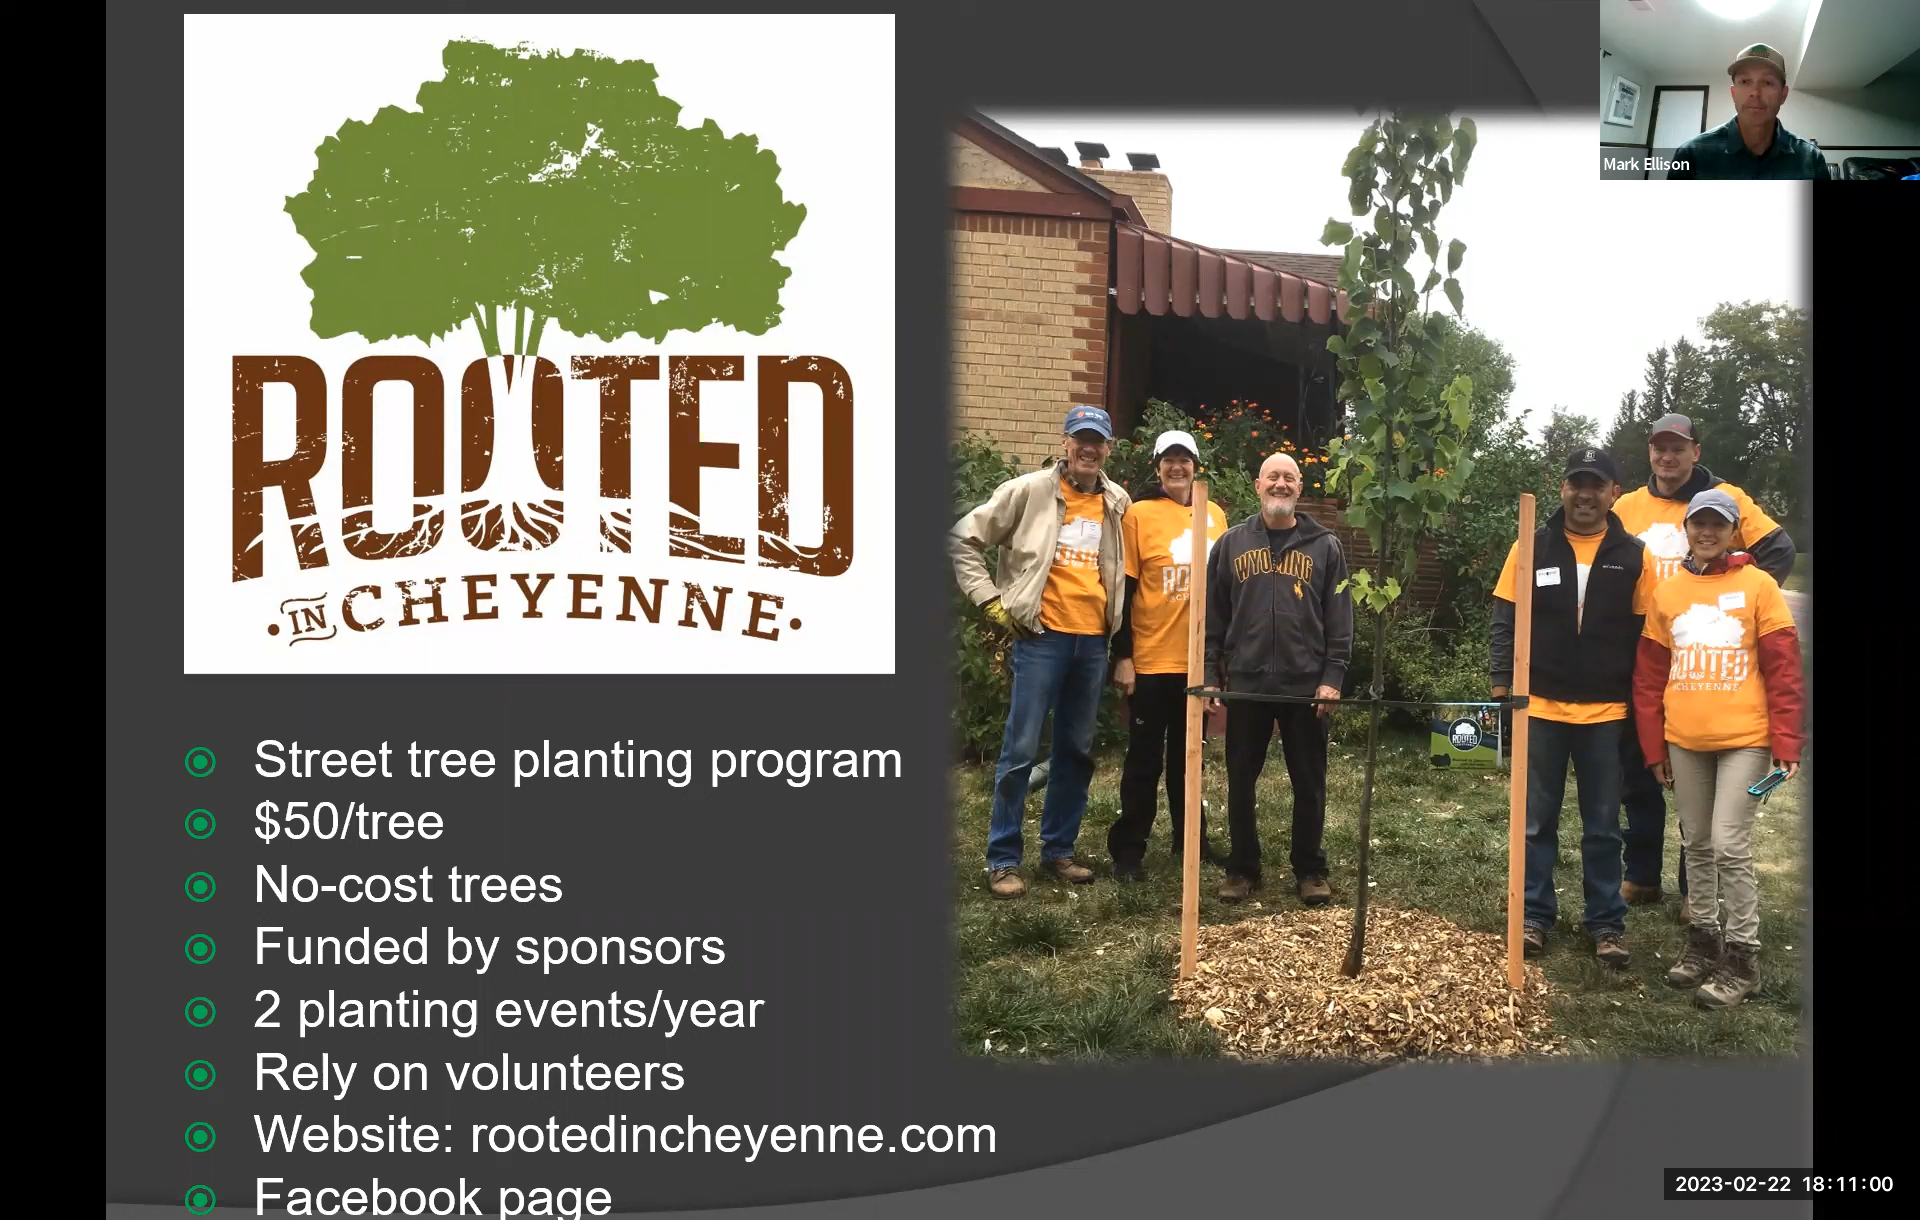 ROOTED
IN CHEYENNE
Street tree planting program
$50/tree
No-cost trees
Funded by sponsors
2 planting events/year
Rely on volunteers
Website: rootedincheyenne.com
Facebook page
Mark Ellison
WYOMING
ROOTED
CHEYENNE
ROOTED
2023-02-22 18:11:00